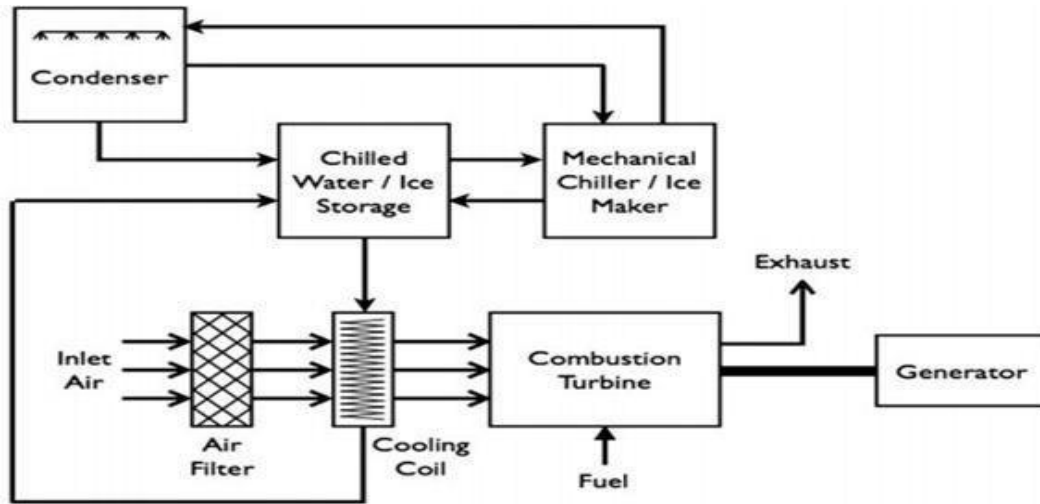 Condenser
Chilled
Water / Ice
Storage
Mechanical
Chiller / Ice
Maker
Exhaust
Inlet
Air
Combustion
Turbine
Generator
Air
Filter
Cooling
Coil
Fuel